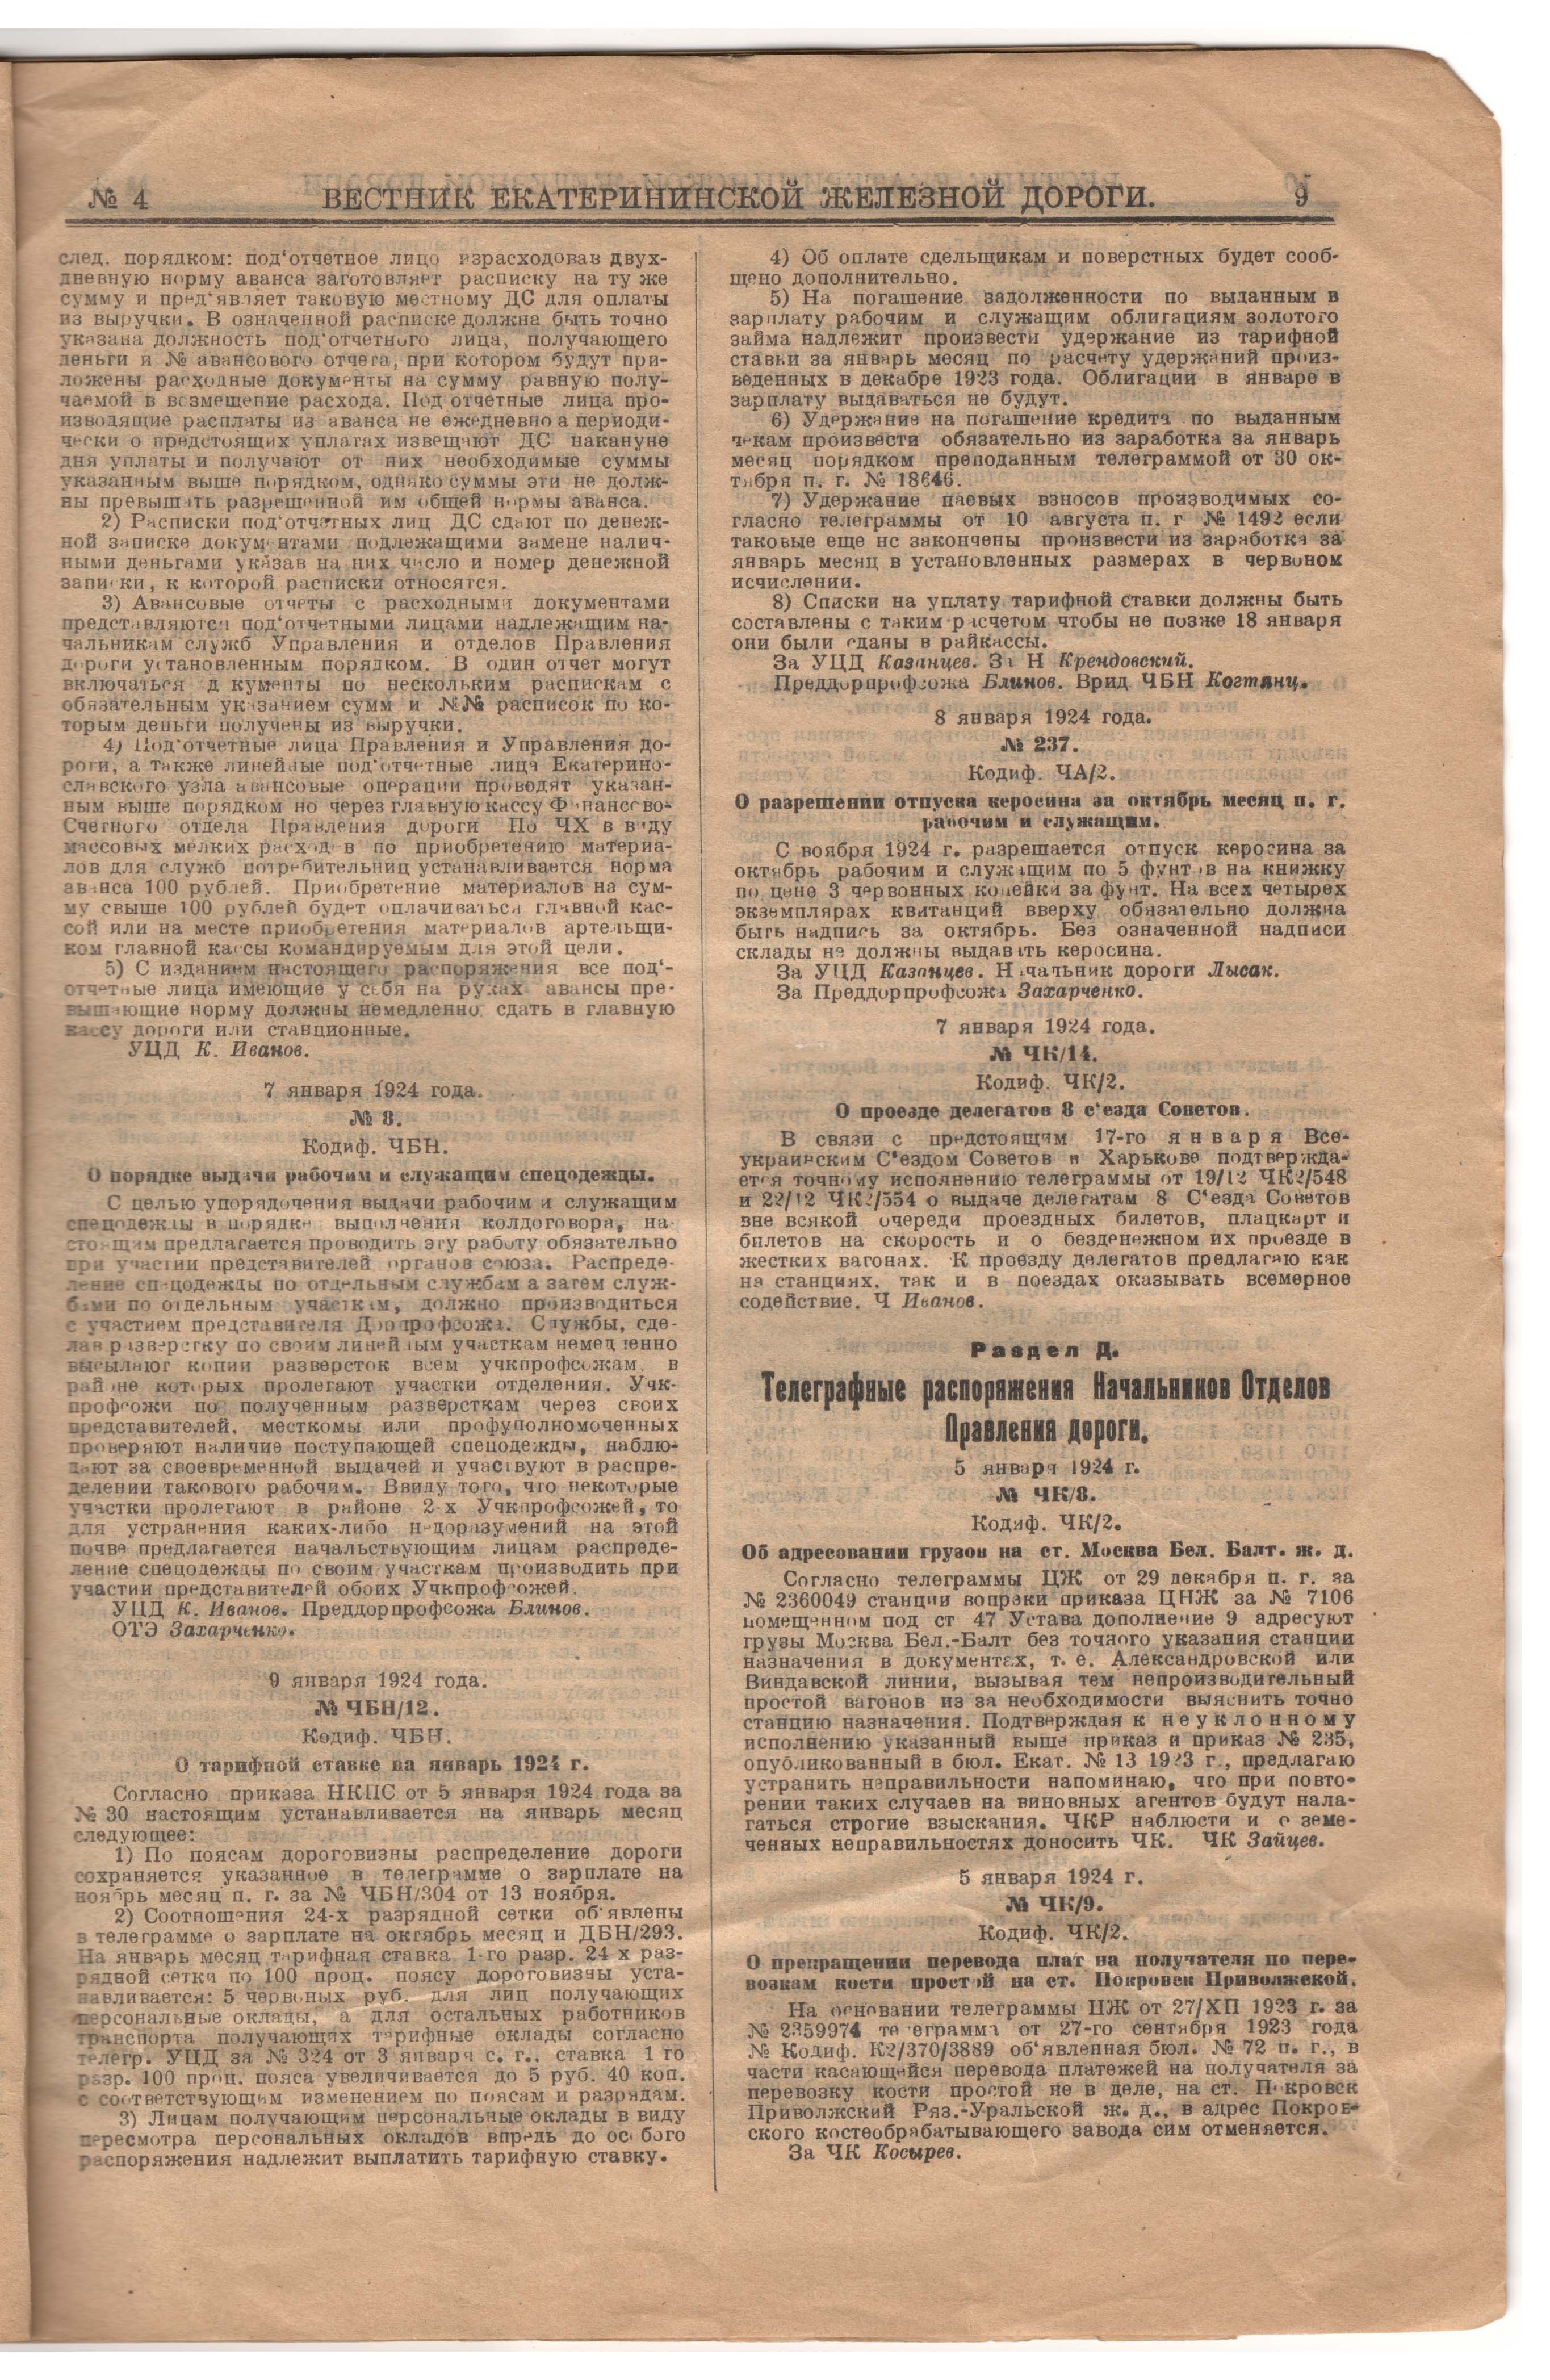 № 4
ВЕСТНИК ЕКАТЕРИНИНСКОЙ ЖЕЛЕЗНОЙ ДОРОГИ.
9
след. порядком: под‘отчетное лицо израсходовав двух-
дневную норму аванса заготовляет расписку на ту же
сумму и пред‘являет таковую местному ДС для оплаты
из выручки. В означенной расписке должна быть точно
указана должность под‘отчетного лица, получающего
деньги и № авансового отчета, при котором будут при-
ложены расходные документы на сумму равную полу-
чаемой в возмещение расхода. Под отчетные лица про-
изводящие расплаты из аванса не ежедневно а периоди-
чески о предстоящих уплатах извещают ДС накануне
дня уплаты и получают от них необходимые суммы
указанным выше порядком, однако суммы эти не долж-
ны превышать разрешенной им общей нормы аванса.
2) Расписки под‘отчетных лиц ДС сдают по денеж-
ной записке документами подлежащими замене налич-
ными деньгами указав на них число и номер денежной
записки, к которой расписки относятся.
3) Авансовые отчеты с расходными документами
представляются под‘отчетными лицами надлежащим на-
чальникам служб Управления и отделов Правления
дороги установленным порядком. В один отчет могут
включаться документы по нескольким распискам с
обязательным указанием сумм и №№ расписок по ко-
торым деньги получены из выручки.
4) Под‘отчетные лица Правления и Управления до-
роги, а также линейные под‘отчетные лица Екатерино-
славского узла авансовые операции проводят указан-
ным выше порядком но через главную кассу Финансово-
Счетного отдела Правления дороги По ЧХ в виду
массовых мелких расходов по приобретению материа-
лов для служб потребительниц устанавливается норма
аванса 100 рублей. Приобретение материалов на сум-
му свыше 100 рублей будет оплачиваться главной кас-
сой или на месте приобретения материалов артельщи-
ком главной кассы командируемым для этой цели.
5) С изданием настоящего распоряжения все под‘-
отчетные лица имеющие у себя на руках авансы пре-
вышающие норму должны немедленно сдать в главную
кассу дороги или станционные.
УЦД К. Иванов.
7 января 1924 года.
№ 8.
Кодиф. ЧБН.
О порядке выдачи рабочим и служащим спецодежды.
С целью упорядочения выдачи рабочим и служащим
спецодежды в порядке выполнения колдоговора, на-
стоящим предлагается проводить эту работу обязательно
при участии представителей органов союза. Распреде-
ление спецодежды по отдельным службам а затем служ-
бами по отдельным участкам, должно производиться
с участием представителя Дорпрофсожа. Службы, сде-
лав разверстку по своим линейным участкам немедленно
высылают копии разверсток всем учкпрофсожам, в
районе которых пролегают участки отделения. Учк-
профсожи по полученным разверсткам через своих
представителей, месткомы или профуполномоченных
проверяют наличие поступающей спецодежды, наблю-
дают за своевременной выдачей и участвуют в распре-
делении такового рабочим. Ввиду того, что некоторые
участки пролегают в районе 2-х Учкпрофсожей, то
для устранения каких-либо недоразумений на этой
почве предлагается начальствующим лицам распреде-
ление спецодежды по своим участкам производить при
участии представителей обоих Учкпрофсожей.
УЦД К. Иванов. Преддорпрофсожа Блинов.
ОТЭ Захарченко.
9 января 1924 года.
№ ЧБН/12.
Кодиф. ЧБН.
О тарифной ставке на январь 1924 г.
Согласно приказа НКПС от 5 января 1924 года за
№ 30 настоящим устанавливается на январь месяц
следующее:
1) По поясам дороговизны распределение дороги
сохраняется указанное в телеграмме о зарплате на
ноябрь месяц п. г. за № ЧБН/304 от 13 ноября.
2) Соотношения 24-х разрядной сетки об‘явлены
в телеграмме о зарплате на октябрь месяц и ДБН/293.
На январь месяц тарифная ставка 1-го разр. 24 х раз-
рядной сетки по 100 проц. поясу дороговизны уста-
навливается: 5 червоных руб. для лиц получающих
персональные оклады, а для остальных работников
транспорта получающих тарифные оклады согласно
телегр. УЦД за № 324 от 3 января с. г., ставка 1 го
разр. 100 проц. пояса увеличивается до 5 руб. 40 коп.
с соответствующим изменением по поясам и разрядам.
3) Лицам получающим персональные оклады в виду
пересмотра персональных окладов впредь до особого
распоряжения надлежит выплатить тарифную ставку.
4) Об оплате сдельщикам и поверстных будет сооб-
щено дополнительно.
5) На погашение задолженности по выданным в
зарплату рабочим и служащим облигациям золотого
займа надлежит произвести удержание из тарифной
ставки за январь месяц по расчету удержаний произ-
веденных в декабре 1923 года. Облигации в январе в
зарплату выдаваться не будут.
6) Удержание на погашение кредита по выданным
чекам произвести обязательно из заработка за январь
месяц порядком преподанным телеграммой от 30 ок-
тября п. г. № 18646.
7) Удержание паевых взносов производимых со-
гласно телеграммы от 10 августа п. г № 1492 если
таковые еще нс закончены произвести из заработка за
январь месяц в установленных размерах в червоном
исчислении.
8) Списки на уплату тарифной ставки должны быть
составлены с таким расчетом чтобы не позже 18 января
они были сданы в райкассы.
За УЦД Казанцев. За Н Крендовский.
Преддорпрофсожа Блинов. Врид ЧБН Когтянц.
8 января 1924 года.
№ 237.
Кодиф. ЧА/2.
О разрешении отпуска керосина за октябрь месяц п. г.
рабочим и служащим.
С воября 1924 г. разрешается отпуск керосина за
октябрь рабочим и служащим по 5 фунтов на книжку
по цене 3 червонных копейки за фунт. На всех четырех
экземплярах квитанций вверху обязательно должна
быть надпись за октябрь. Без означенной надписи
склады не должны выдавать керосина.
За УЦД Казанцев. Начальник дороги Лысак.
За Преддорпрофсожа Захарченко.
7 января 1924 года.
№ ЧК/14.
Кодиф. ЧК/2.
О проезде делегатов 8 с‘езда Советов.
В связи с предстоящим 17-го января Все-
украинским С‘ездом Советов в Харькове подтвержда-
ется точному исполнению телеграммы от 19/12 ЧК2/548
и 22/12 ЧК2/554 о выдаче делегатам 8 С‘езда Советов
вне всякой очереди проездных билетов, плацкарт и
билетов на скорость и о безденежном их проезде в
жестких вагонах. К проезду делегатов предлагаю как
на станциях, так и в поездах оказывать всемерное
содействие. Ч Иванов.
Раздел Д.
Телеграфные распоряжения Начальников Отделов
Правления дороги.
5 января 1924 г.
№ ЧК/8.
Кодиф. ЧК/2.
Об адресовании грузов на ст. Москва Бел. Балт. ж. д.
Согласно телеграммы ЦЖ от 29 декабря п. г. за
№ 2360049 станции вопреки приказа ЦНЖ за № 7106
помещенном под ст 47 Устава дополнение 9 адресуют
грузы Москва Бел.-Балт без точного указания станции
назначения в документах, т. е. Александровской или
Виндавской линии, вызывая тем непроизводительный
простой вагонов из за необходимости выяснить точно
станцию назначения. Подтверждая к неуклонному
исполнению указанный выше приказ и приказ № 235,
опубликованный в бюл. Екат. № 13 1923 г., предлагаю
устранить неправильности напоминаю, что при повто-
рении таких случаев на виновных агентов будут нала-
гаться строгие взыскания. ЧКР наблюсти и о земе-
ченных неправильностях доносить ЧК. ЧК Зайцев.
5 января 1924 г.
№ ЧК/9.
Кодиф. ЧК/2.
О препращении перевода плат на получателя по пере-
возкам кости простой на ст. Покровск Приволжской.
На основании телеграммы ЦЖ от 27/ХП 1923 г. за
№ 2359974 телеграмма от 27-го сентября 1923 года
№ Кодиф. К2/370/3889 об‘явленная бюл. № 72 п. г., в
части касающейся перевода платежей на получателя за
перевозку кости простой не в деле, на ст. Покровск
Приволжский Ряз.-Уральской ж. д., в адрес Покров-
ского костеобрабатывающего завода сим отменяется.
За ЧК Косырев.